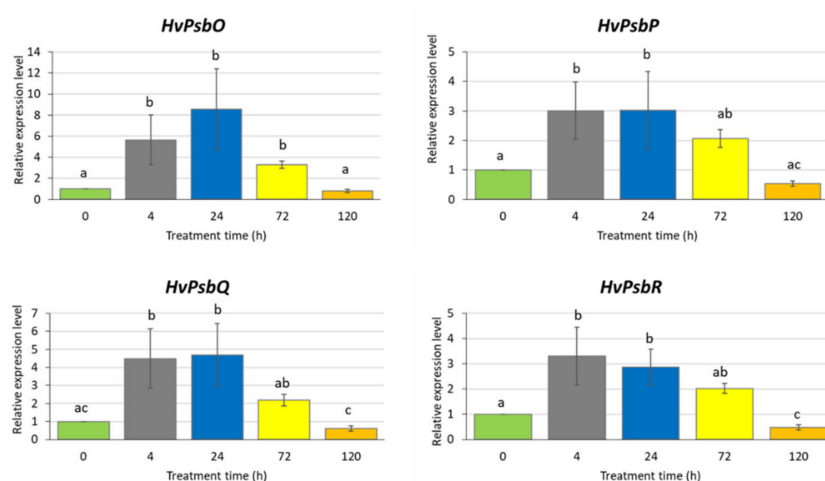 HvPsbO
Relative expression level
14
12
10
8
6
4
2
0
a
b
b
b
a
0 4 24 72 120
Treatment time (h)
HvPsbP
Relative expression level
5
4
3
2
1
0
a
b
b
ab
ac
0 4 24 72 120
Treatment time (h)
HvPsbQ
Relative expression level
7
6
5
4
3
2
1
0
ac
b
b
ab
c
0 4 24 72 120
Treatment time (h)
HvPsbR
Relative expression level
5
4
3
2
1
0
a
b
b
ab
c
0 4 24 72 120
Treatment time (h)